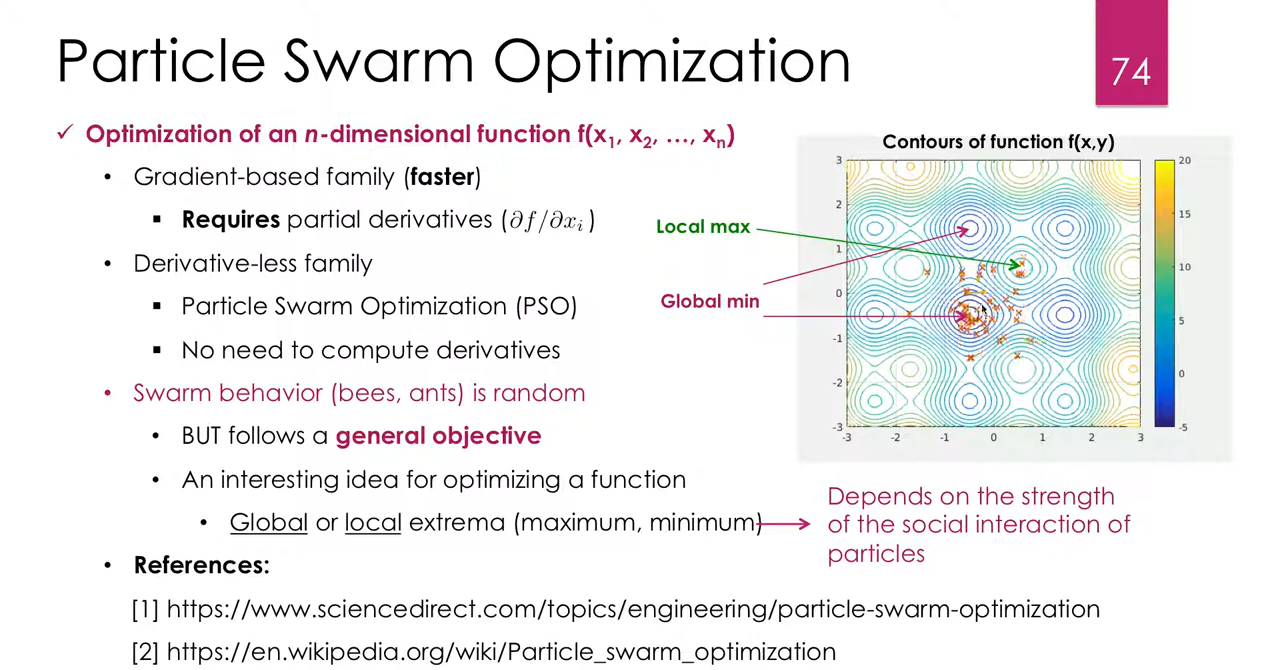 Particle Swarm Optimization
74
✓ Optimization of an n-dimensional function f(x₁, x₂, …, xₙ)
• Gradient-based family (faster)
▪ Requires partial derivatives (∂f/∂xᵢ)
• Derivative-less family
▪ Particle Swarm Optimization (PSO)
▪ No need to compute derivatives
• Swarm behavior (bees, ants) is random
• BUT follows a general objective
• An interesting idea for optimizing a function
• Global or local extrema (maximum, minimum)
Depends on the strength
of the social interaction of
particles
• References:
[1] https://www.sciencedirect.com/topics/engineering/particle-swarm-optimization
[2] https://en.wikipedia.org/wiki/Particle_swarm_optimization
Contours of function f(x,y)
Local max
Global min
3
2
1
0
-1
-2
-3
-3 -2 -1 0 1 2 3
20
15
10
5
0
-5